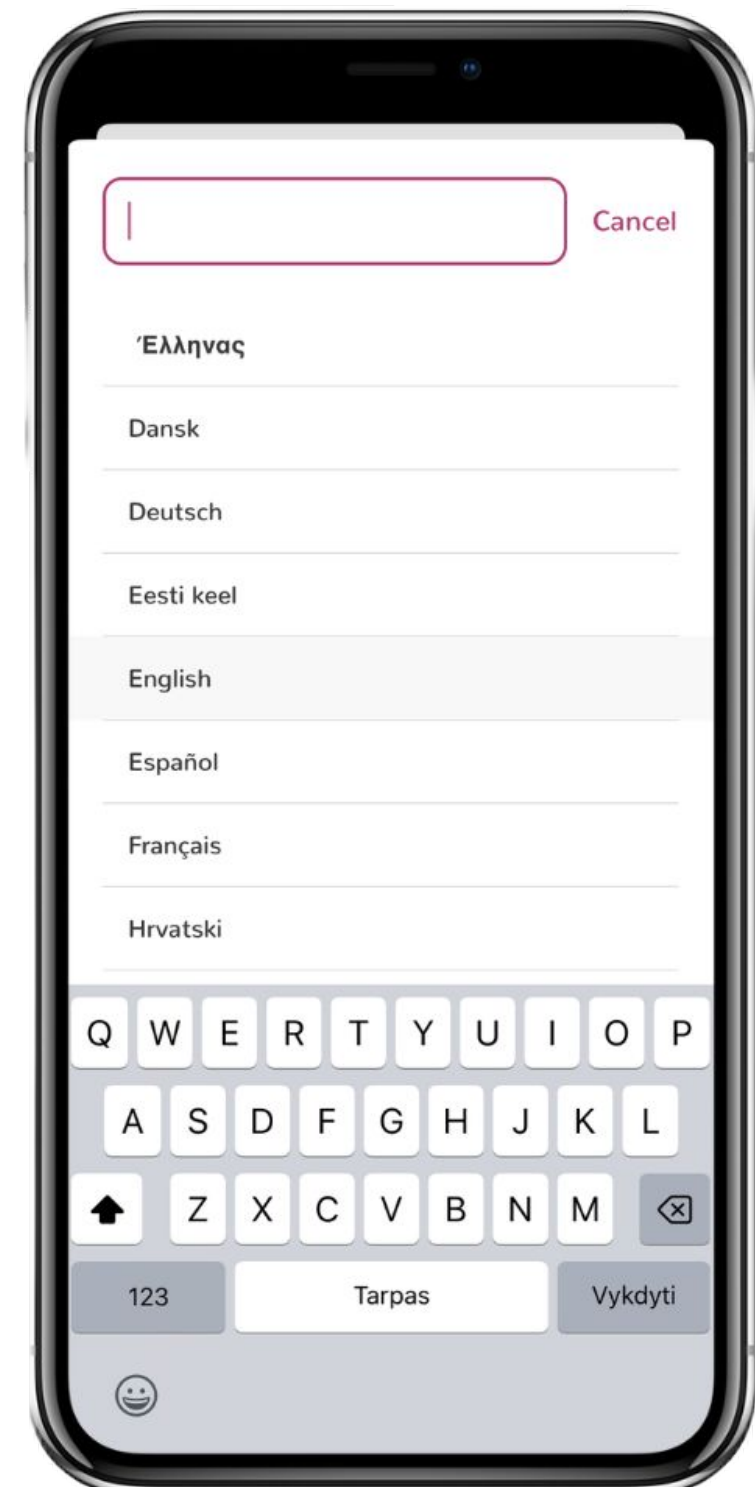 Cancel
Έλληνας
Dansk
Deutsch
Eesti keel
English
Español
Français
Hrvatski
Q W E R T Y U I O P
A S D F G H J K L
Z X C V B N M
123 Tarpas Vykdyti